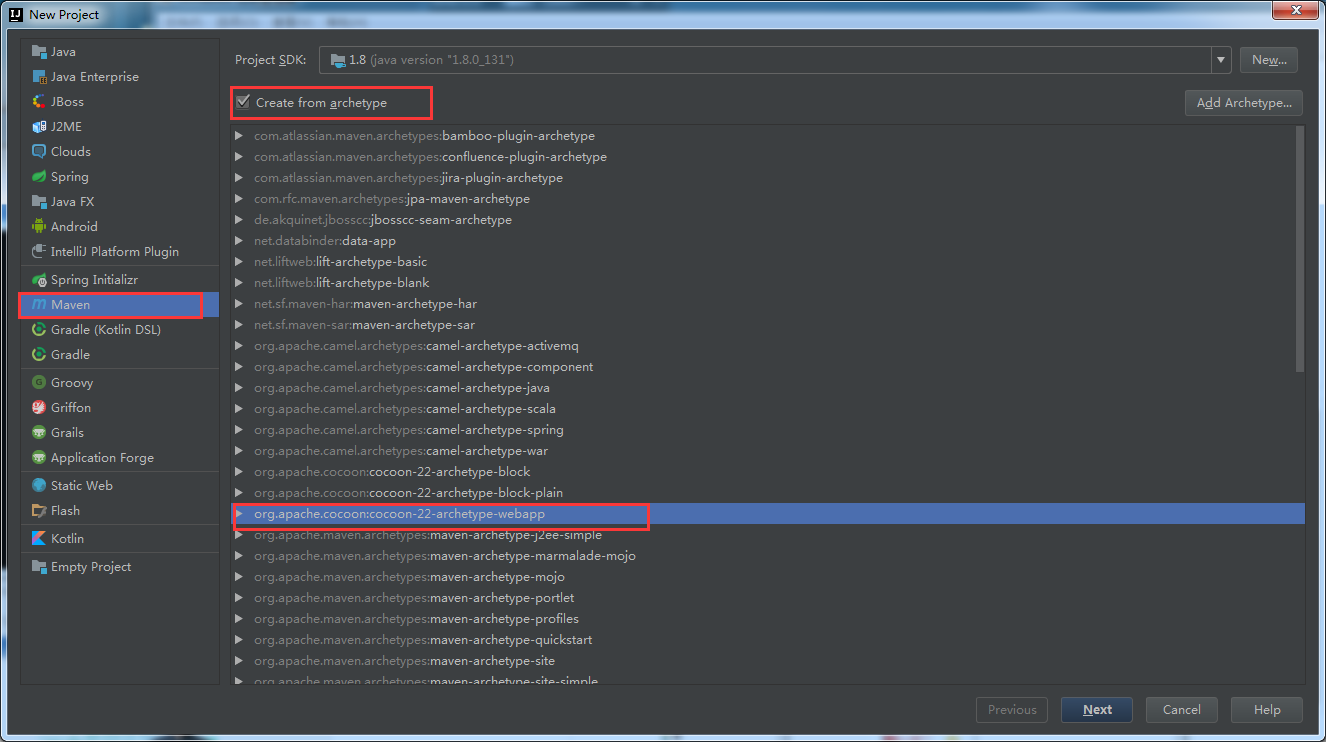 New Project
Java
Java Enterprise
JBoss
J2ME
Clouds
Spring
Java FX
Android
IntelliJ Platform Plugin
Spring Initializr
Maven
Gradle (Kotlin DSL)
Gradle
Groovy
Griffon
Grails
Application Forge
Static Web
Flash
Kotlin
Empty Project
Project SDK: 1.8 (java version "1.8.0_131") New...
Create from archetype Add Archetype...
com.atlassian.maven.archetypes:bamboo-plugin-archetype
com.atlassian.maven.archetypes:confluence-plugin-archetype
com.atlassian.maven.archetypes:jira-plugin-archetype
com.rfc.maven.archetypes:jpa-maven-archetype
de.akquinet.jbosscc:jbosscc-seam-archetype
net.databinder:data-app
net.liftweb:lift-archetype-basic
net.liftweb:lift-archetype-blank
net.sf.maven-har:maven-archetype-har
net.sf.maven-sar:maven-archetype-sar
org.apache.camel.archetypes:camel-archetype-activemq
org.apache.camel.archetypes:camel-archetype-component
org.apache.camel.archetypes:camel-archetype-java
org.apache.camel.archetypes:camel-archetype-scala
org.apache.camel.archetypes:camel-archetype-spring
org.apache.camel.archetypes:camel-archetype-war
org.apache.cocoon:cocoon-22-archetype-block
org.apache.cocoon:cocoon-22-archetype-block-plain
org.apache.cocoon:cocoon-22-archetype-webapp
org.apache.maven.archetypes:maven-archetype-j2ee-simple
org.apache.maven.archetypes:maven-archetype-marmalade-mojo
org.apache.maven.archetypes:maven-archetype-mojo
org.apache.maven.archetypes:maven-archetype-portlet
org.apache.maven.archetypes:maven-archetype-profiles
org.apache.maven.archetypes:maven-archetype-quickstart
org.apache.maven.archetypes:maven-archetype-site
org.apache.maven.archetypes:maven-archetype-site-simple
Previous Next Cancel Help